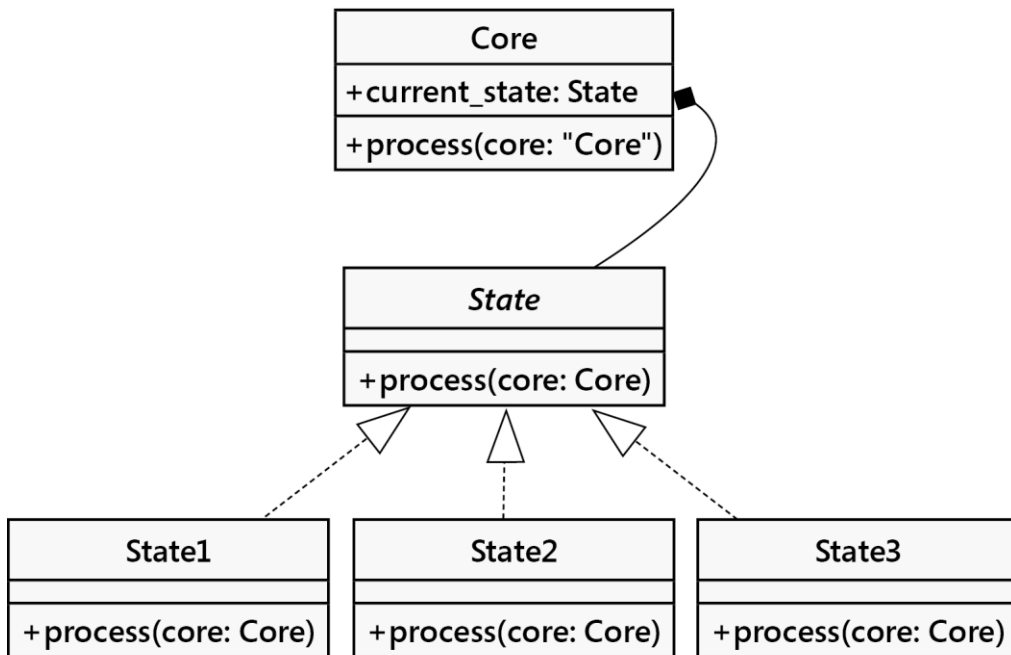 Core
+current_state: State
+process(core: "Core")
State
+process(core: Core)
State1
+process(core: Core)
State2
+process(core: Core)
State3
+process(core: Core)